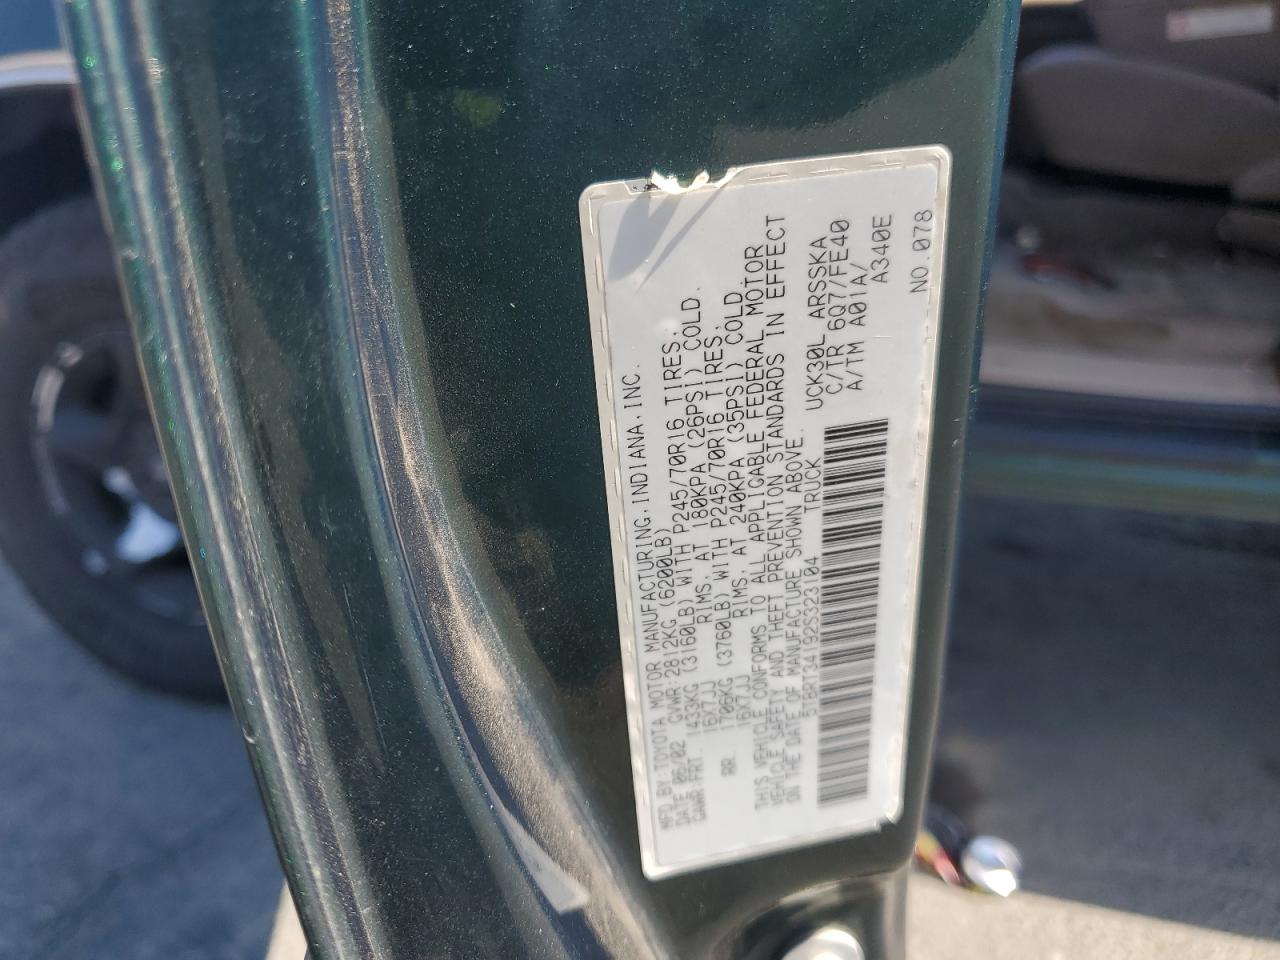 MFD BY:TOYOTA MOTOR MANUFACTURING,INDIANA,INC.
DATE 06/02 GVWR:2812KG (6200LB)
GAWR:FRT. 1433KG (3160LB) WITH P245/70R16 TIRES,
16X7JJ RIMS, AT 180KPA (26PSI) COLD.
RR. 1706KG (3760LB) WITH P245/70R16 TIRES,
16X7JJ RIMS, AT 240KPA (35PSI) COLD.
THIS VEHICLE CONFORMS TO ALL APPLICABLE FEDERAL MOTOR
VEHICLE SAFETY AND THEFT PREVENTION STANDARDS IN EFFECT
ON THE DATE OF MANUFACTURE SHOWN ABOVE.
5TBRT34192S323104 TRUCK
UCK30L ARSSKA
C/TR 6Q7/FE40
A/TM A01A/
A340E
NO.078